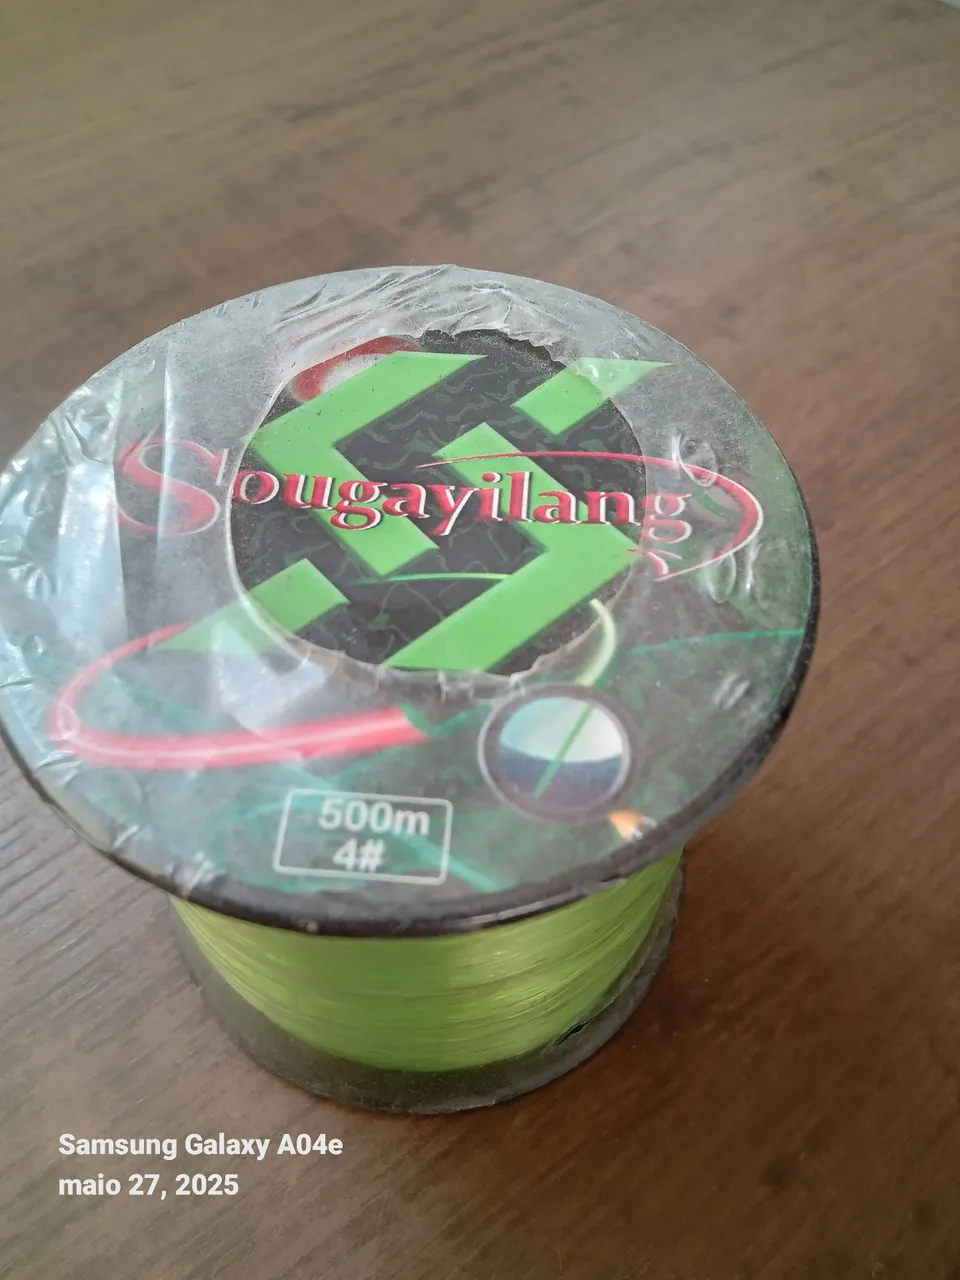 Sougayilang
500m
4#
Samsung Galaxy A04e
maio 27, 2025